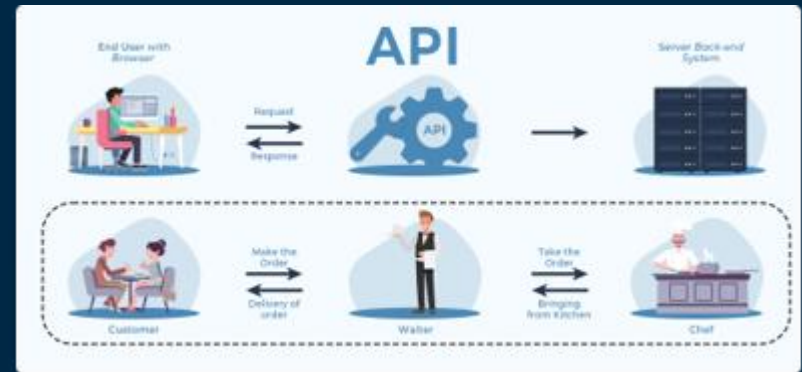 End User with
Browser
API
Server Back-end
System
Request
Response
API
Make the
Order
Delivery of
order
Take the
Order
Bringing
from Kitchen
Customer
Waiter
Chef